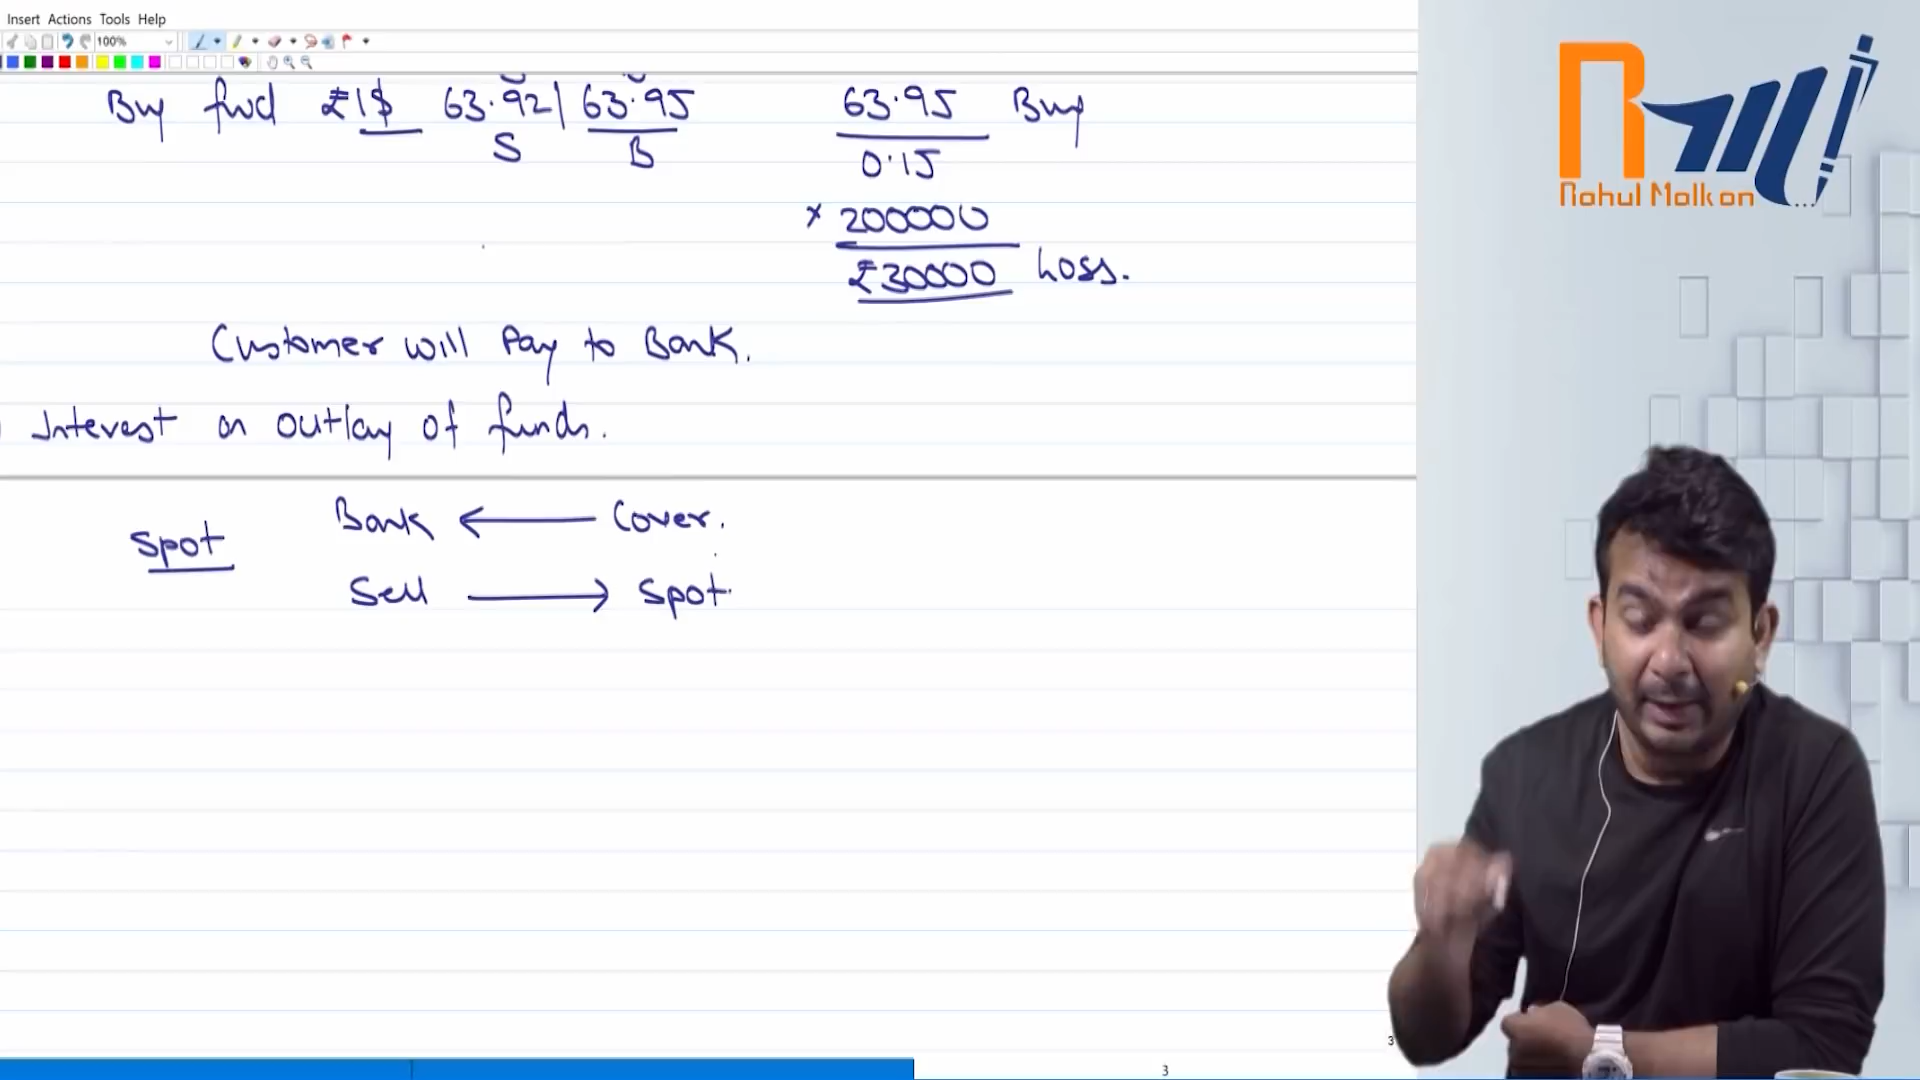 Insert Actions Tools Help
100%
Buy fwd ₹1$ 63.92 | 63.95
S B
63.95 Buy
0.15
× 200000
₹30000 Loss.
Customer will Pay to Bank.
Interest on outlay of funds.
Spot
Bank ← Cover.
Sell → Spot.
Rahul Malkan ...
3
3